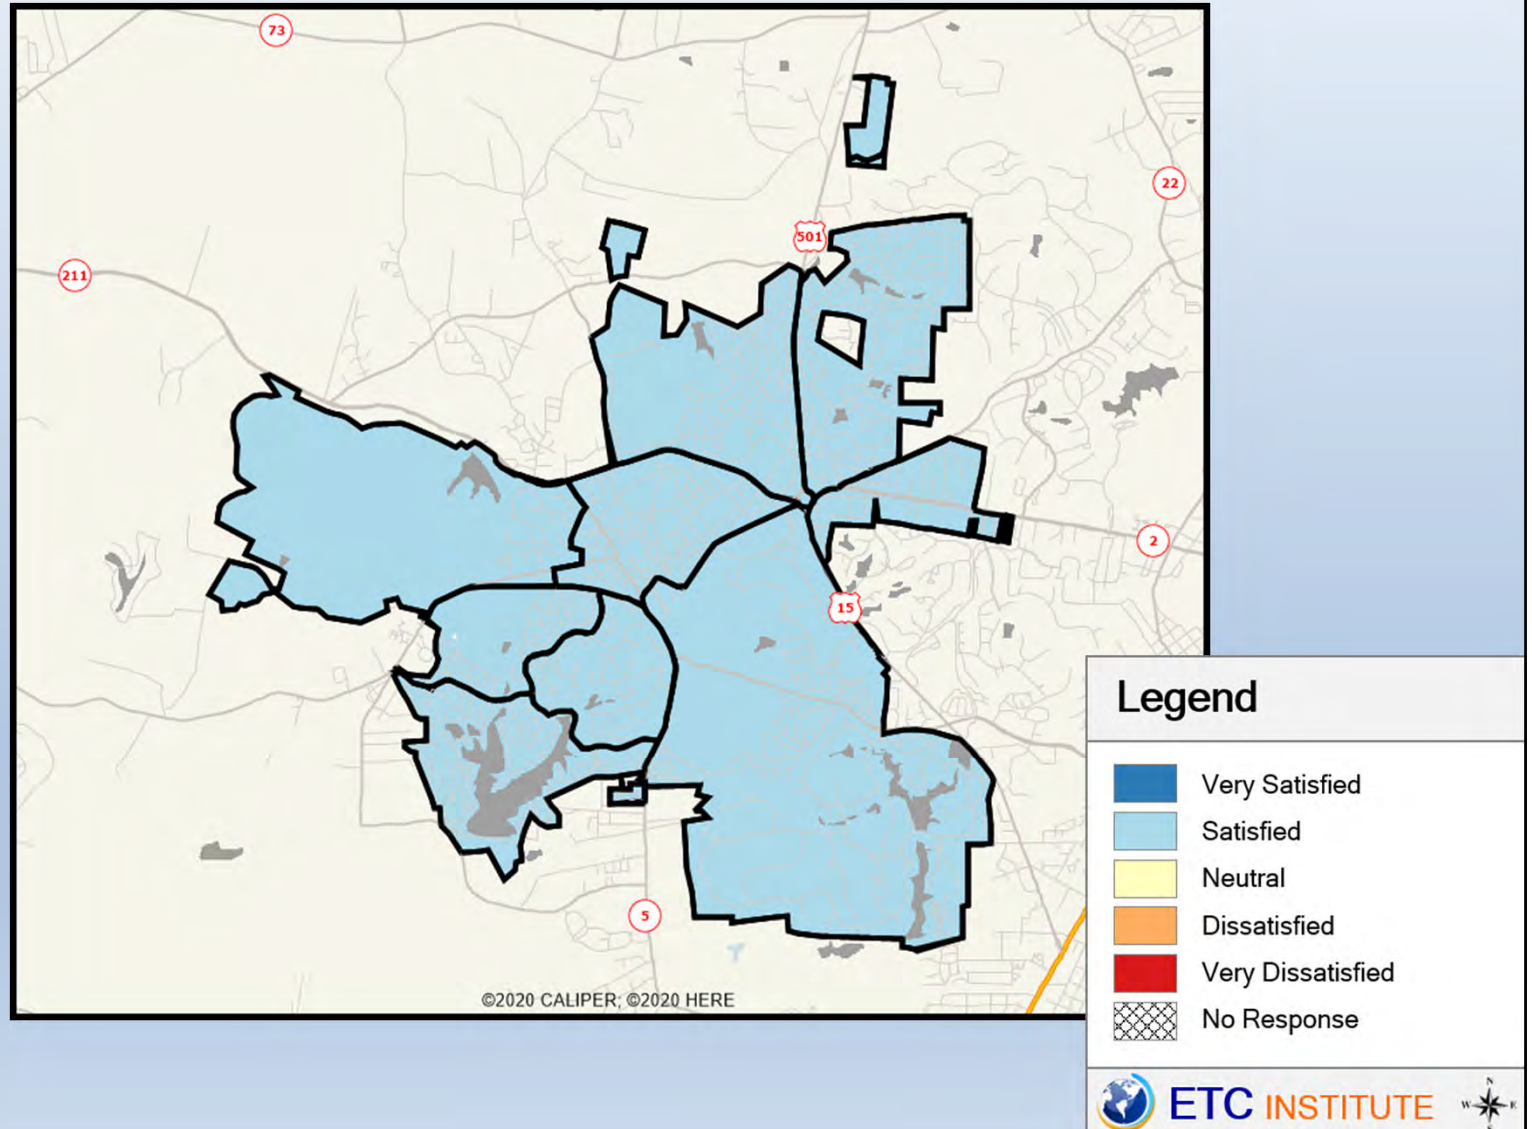 73
22
501
211
2
15
5
©2020 CALIPER; ©2020 HERE
Legend
Very Satisfied
Satisfied
Neutral
Dissatisfied
Very Dissatisfied
No Response
ETC INSTITUTE
N
W E
S